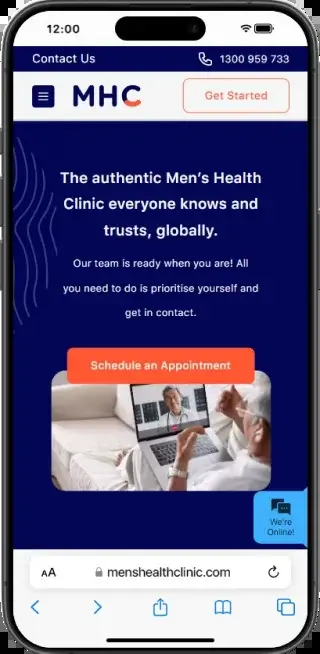 12:00
Contact Us 1300 959 733
MHC Get Started
The authentic Men's Health
Clinic everyone knows and
trusts, globally.
Our team is ready when you are! All
you need to do is prioritise yourself and
get in contact.
Schedule an Appointment
We're
Online!
AA menshealthclinic.com